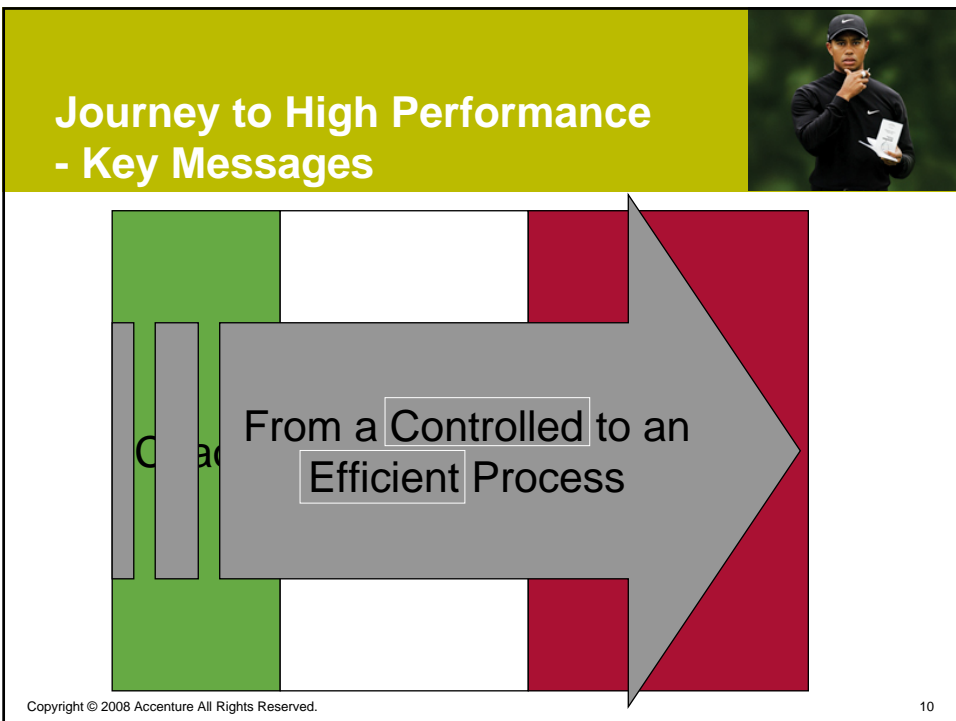 Journey to High Performance
- Key Messages
From a Controlled to an
Efficient Process
Copyright © 2008 Accenture All Rights Reserved.
10